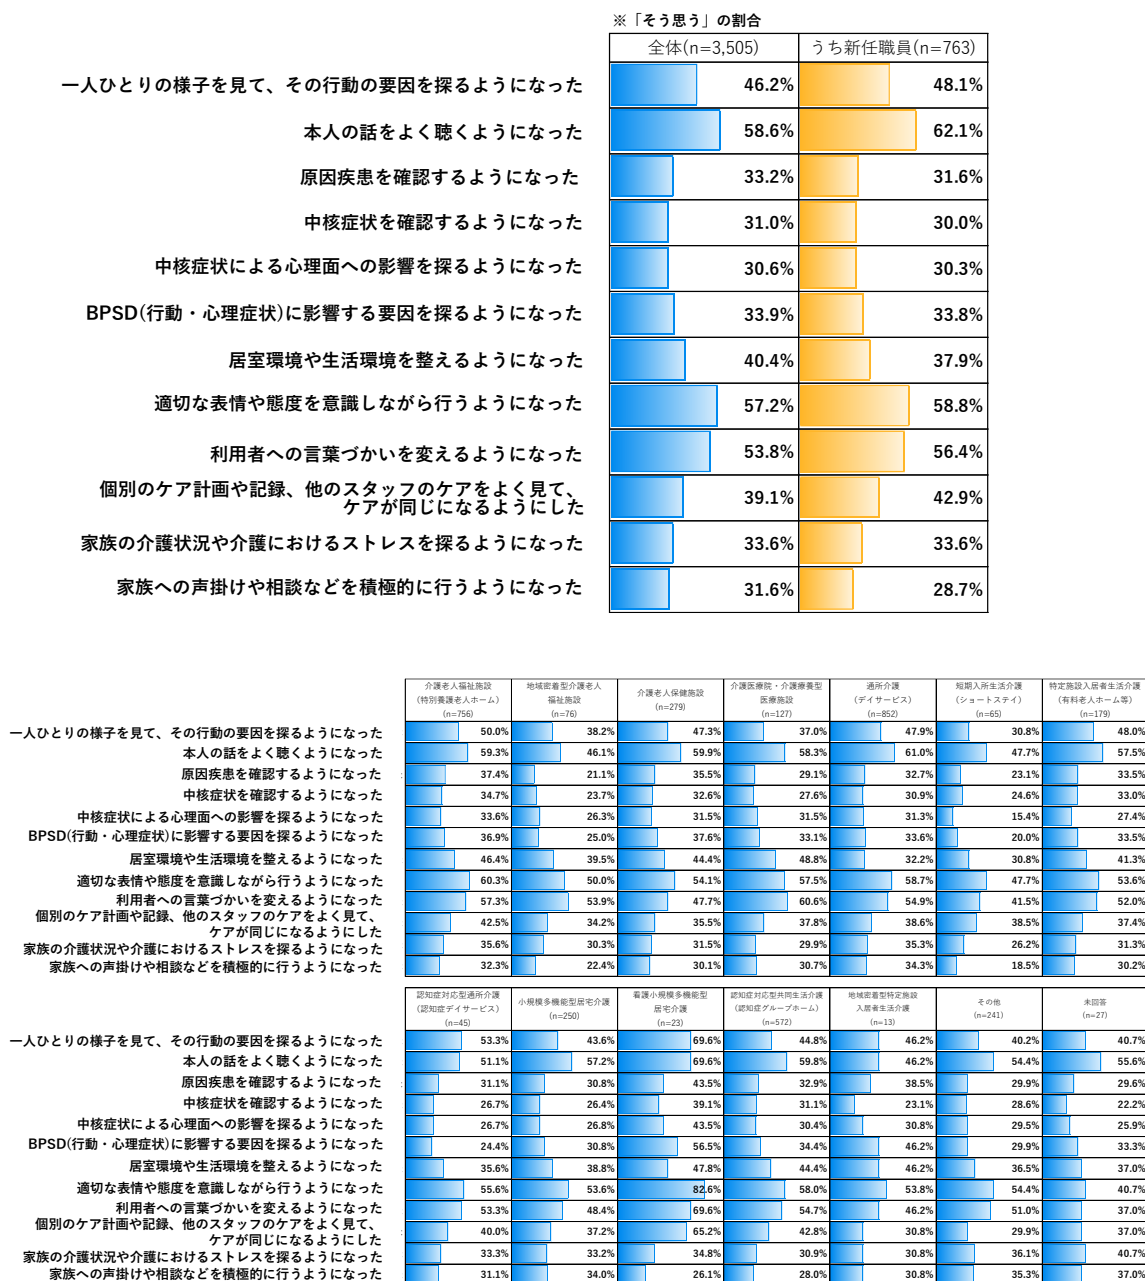 ※「そう思う」の割合
全体(n=3,505) うち新任職員(n=763)
一人ひとりの様子を見て、その行動の要因を探るようになった 46.2% 48.1%
本人の話をよく聴くようになった 58.6% 62.1%
原因疾患を確認するようになった 33.2% 31.6%
中核症状を確認するようになった 31.0% 30.0%
中核症状による心理面への影響を探るようになった 30.6% 30.3%
BPSD(行動・心理症状)に影響する要因を探るようになった 33.9% 33.8%
居室環境や生活環境を整えるようになった 40.4% 37.9%
適切な表情や態度を意識しながら行うようになった 57.2% 58.8%
利用者への言葉づかいを変えるようになった 53.8% 56.4%
個別のケア計画や記録、他のスタッフのケアをよく見て、
ケアが同じになるようにした 39.1% 42.9%
家族の介護状況や介護におけるストレスを探るようになった 33.6% 33.6%
家族への声掛けや相談などを積極的に行うようになった 31.6% 28.7%
介護老人福祉施設 地域密着型介護老人 介護老人保健施設 介護医療院・介護療養型 通所介護 短期入所生活介護 特定施設入居者生活介護
(特別養護老人ホーム) 福祉施設 (n=279) 医療施設 (デイサービス) (ショートステイ) (有料老人ホーム等)
(n=756) (n=76) (n=127) (n=852) (n=65) (n=179)
一人ひとりの様子を見て、その行動の要因を探るようになった 50.0% 38.2% 47.3% 37.0% 47.9% 30.8% 48.0%
本人の話をよく聴くようになった 59.3% 46.1% 59.9% 58.3% 61.0% 47.7% 57.5%
原因疾患を確認するようになった 37.4% 21.1% 35.5% 29.1% 32.7% 23.1% 33.5%
中核症状を確認するようになった 34.7% 23.7% 32.6% 27.6% 30.9% 24.6% 33.0%
中核症状による心理面への影響を探るようになった 33.6% 26.3% 31.5% 31.5% 31.3% 15.4% 27.4%
BPSD(行動・心理症状)に影響する要因を探るようになった 36.9% 25.0% 37.6% 33.1% 33.6% 20.0% 33.5%
居室環境や生活環境を整えるようになった 46.4% 39.5% 44.4% 48.8% 32.2% 30.8% 41.3%
適切な表情や態度を意識しながら行うようになった 60.3% 50.0% 54.1% 57.5% 58.7% 47.7% 53.6%
利用者への言葉づかいを変えるようになった 57.3% 53.9% 47.7% 60.6% 54.9% 41.5% 52.0%
個別のケア計画や記録、他のスタッフのケアをよく見て、
ケアが同じになるようにした 42.5% 34.2% 35.5% 37.8% 38.6% 38.5% 37.4%
家族の介護状況や介護におけるストレスを探るようになった 35.6% 30.3% 31.5% 29.9% 35.3% 26.2% 31.3%
家族への声掛けや相談などを積極的に行うようになった 32.3% 22.4% 30.1% 30.7% 34.3% 18.5% 30.2%
認知症対応型通所介護 小規模多機能型居宅介護 看護小規模多機能型 認知症対応型共同生活介護 地域密着型特定施設 その他 未回答
(認知症デイサービス) (n=250) 居宅介護 (認知症グループホーム) 入居者生活介護 (n=241) (n=27)
(n=45) (n=23) (n=572) (n=13)
一人ひとりの様子を見て、その行動の要因を探るようになった 53.3% 43.6% 69.6% 44.8% 46.2% 40.2% 40.7%
本人の話をよく聴くようになった 51.1% 57.2% 69.6% 59.8% 46.2% 54.4% 55.6%
原因疾患を確認するようになった 31.1% 30.8% 43.5% 32.9% 38.5% 29.9% 29.6%
中核症状を確認するようになった 26.7% 26.4% 39.1% 31.1% 23.1% 28.6% 22.2%
中核症状による心理面への影響を探るようになった 26.7% 26.8% 43.5% 30.4% 30.8% 29.5% 25.9%
BPSD(行動・心理症状)に影響する要因を探るようになった 24.4% 30.8% 56.5% 34.4% 46.2% 29.9% 33.3%
居室環境や生活環境を整えるようになった 35.6% 38.8% 47.8% 44.4% 46.2% 36.5% 37.0%
適切な表情や態度を意識しながら行うようになった 55.6% 53.6% 82.6% 58.0% 53.8% 54.4% 40.7%
利用者への言葉づかいを変えるようになった 53.3% 48.4% 69.6% 54.7% 46.2% 51.0% 37.0%
個別のケア計画や記録、他のスタッフのケアをよく見て、
ケアが同じになるようにした 40.0% 37.2% 65.2% 42.8% 30.8% 29.9% 37.0%
家族の介護状況や介護におけるストレスを探るようになった 33.3% 33.2% 34.8% 30.9% 30.8% 36.1% 40.7%
家族への声掛けや相談などを積極的に行うようになった 31.1% 34.0% 26.1% 28.0% 30.8% 35.3% 37.0%